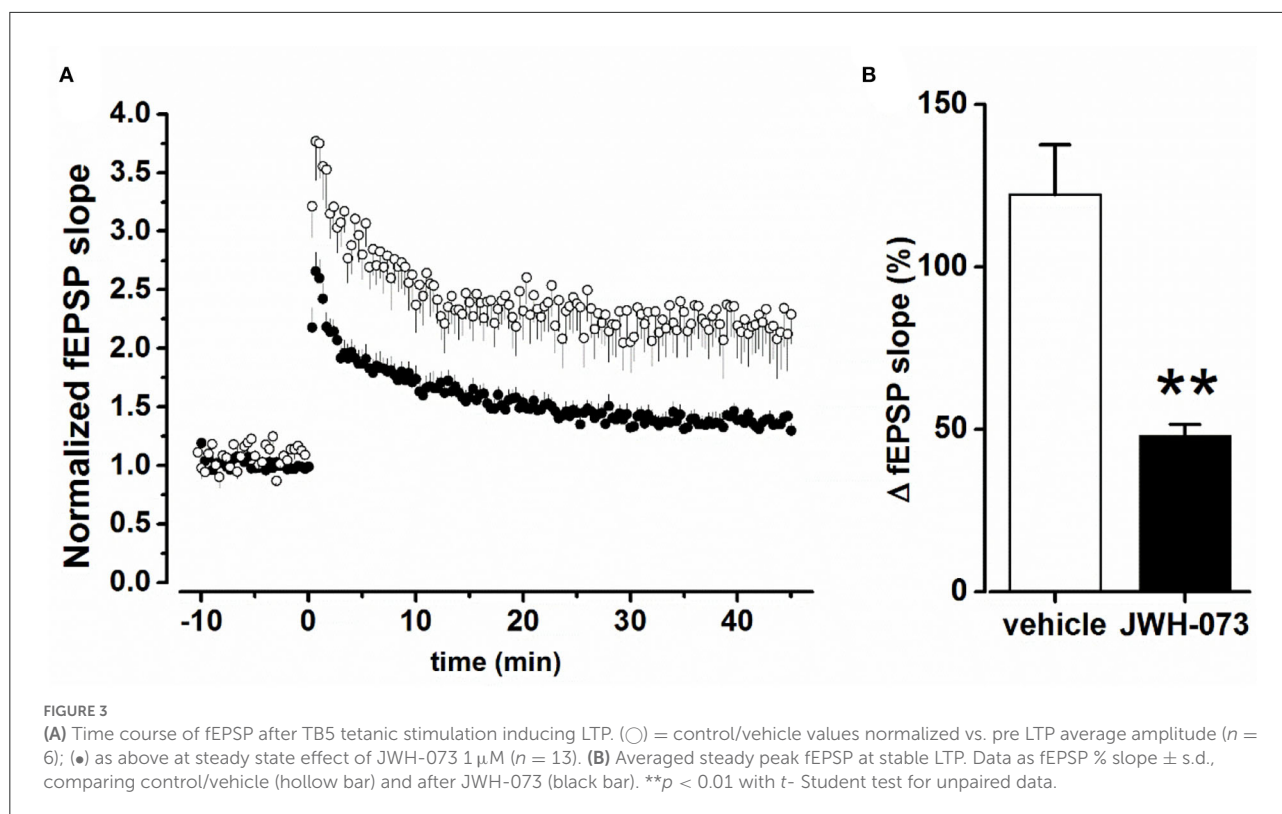 A
B
4.0
3.5
3.0
2.5
2.0
1.5
1.0
0.5
0.0
Normalized fEPSP slope
-10 0 10 20 30 40
time (min)
150
100
50
0
Δ fEPSP slope (%)
**
vehicle JWH-073
FIGURE 3
(A) Time course of fEPSP after TB5 tetanic stimulation inducing LTP. (○) = control/vehicle values normalized vs. pre LTP average amplitude (n =
6); (•) as above at steady state effect of JWH-073 1 μM (n = 13). (B) Averaged steady peak fEPSP at stable LTP. Data as fEPSP % slope ± s.d.,
comparing control/vehicle (hollow bar) and after JWH-073 (black bar). **p < 0.01 with t- Student test for unpaired data.